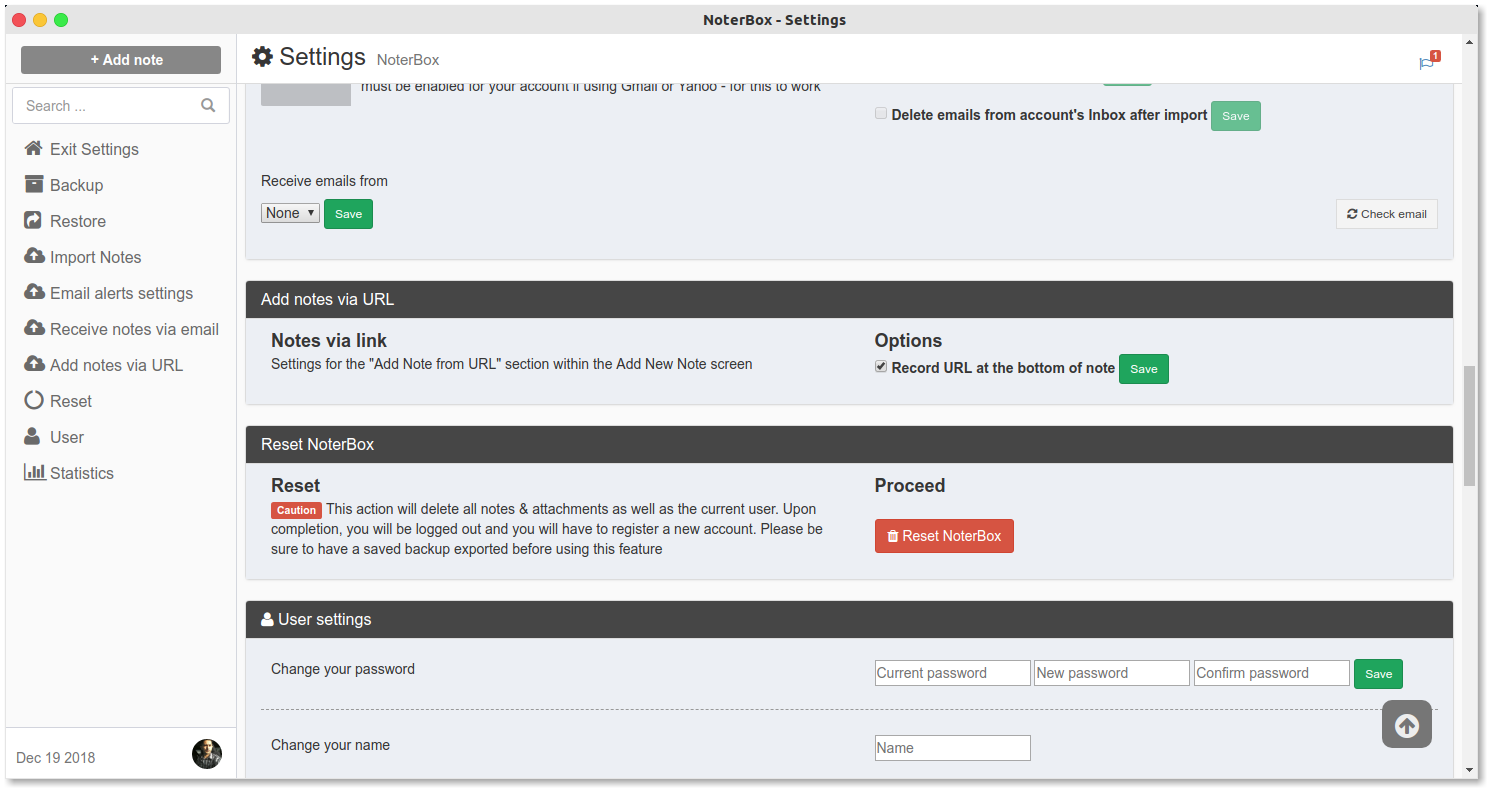 NoterBox - Settings
+ Add note
Settings NoterBox
1
Search ...
Exit Settings
Backup
Restore
Import Notes
Email alerts settings
Receive notes via email
Add notes via URL
Reset
User
Statistics
Dec 19 2018
must be enabled for your account if using Gmail or Yahoo - for this to work
Delete emails from account's Inbox after import Save
Receive emails from
None Save
Check email
Add notes via URL
Notes via link
Settings for the "Add Note from URL" section within the Add New Note screen
Options
Record URL at the bottom of note Save
Reset NoterBox
Reset
Caution This action will delete all notes & attachments as well as the current user. Upon
completion, you will be logged out and you will have to register a new account. Please be
sure to have a saved backup exported before using this feature
Proceed
Reset NoterBox
User settings
Change your password
Current password New password Confirm password Save
Change your name
Name